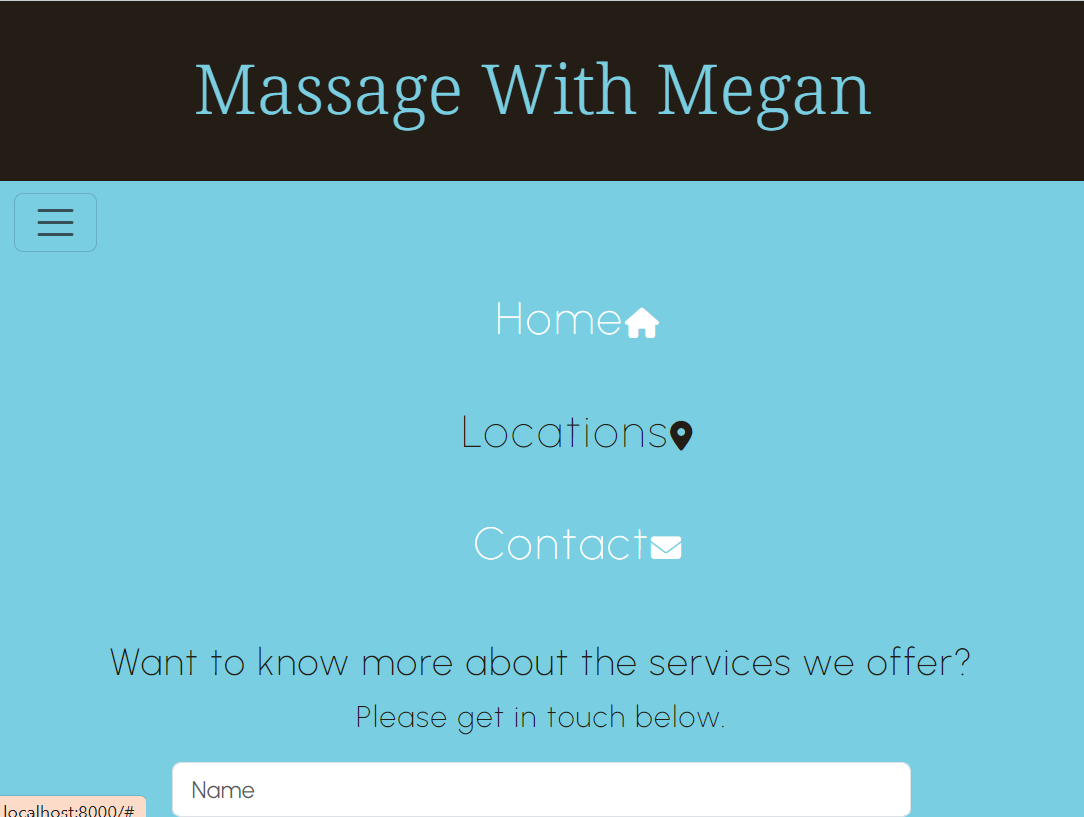 Massage With Megan
Home
Locations
Contact
Want to know more about the services we offer?
Please get in touch below.
Name
localhost:8000/#